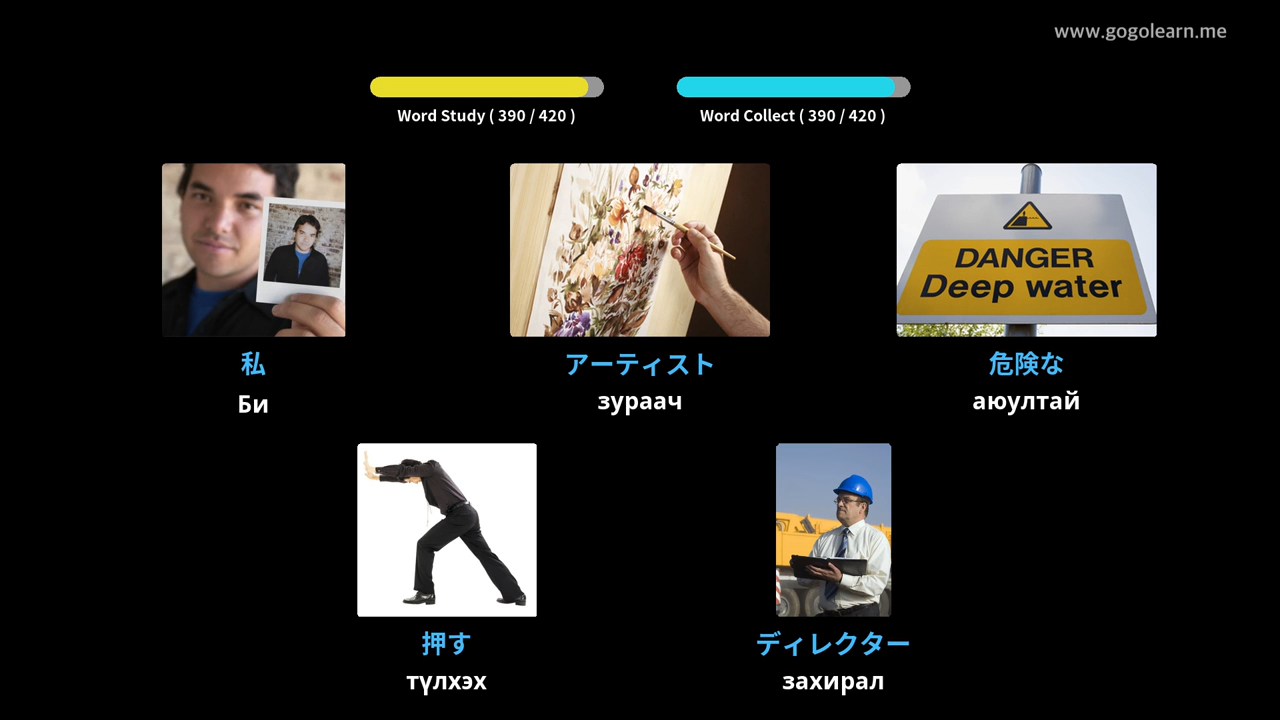 www.gogolearn.me
Word Study ( 390 / 420 )
Word Collect ( 390 / 420 )
DANGER
Deep water
私
Би
アーティスト
зураач
危険な
аюултай
押す
түлхэх
ディレクター
захирал